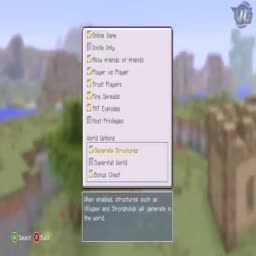 Online Game
Invite Only
Allow friends of friends
Player vs Player
Trust Players
Fire Spreads
TNT Explodes
Host Privileges
World Options:
Generate Structures
Superflat World
Bonus Chest
When enabled, structures such as
Villages and Strongholds will generate in
the world.
Select
Back